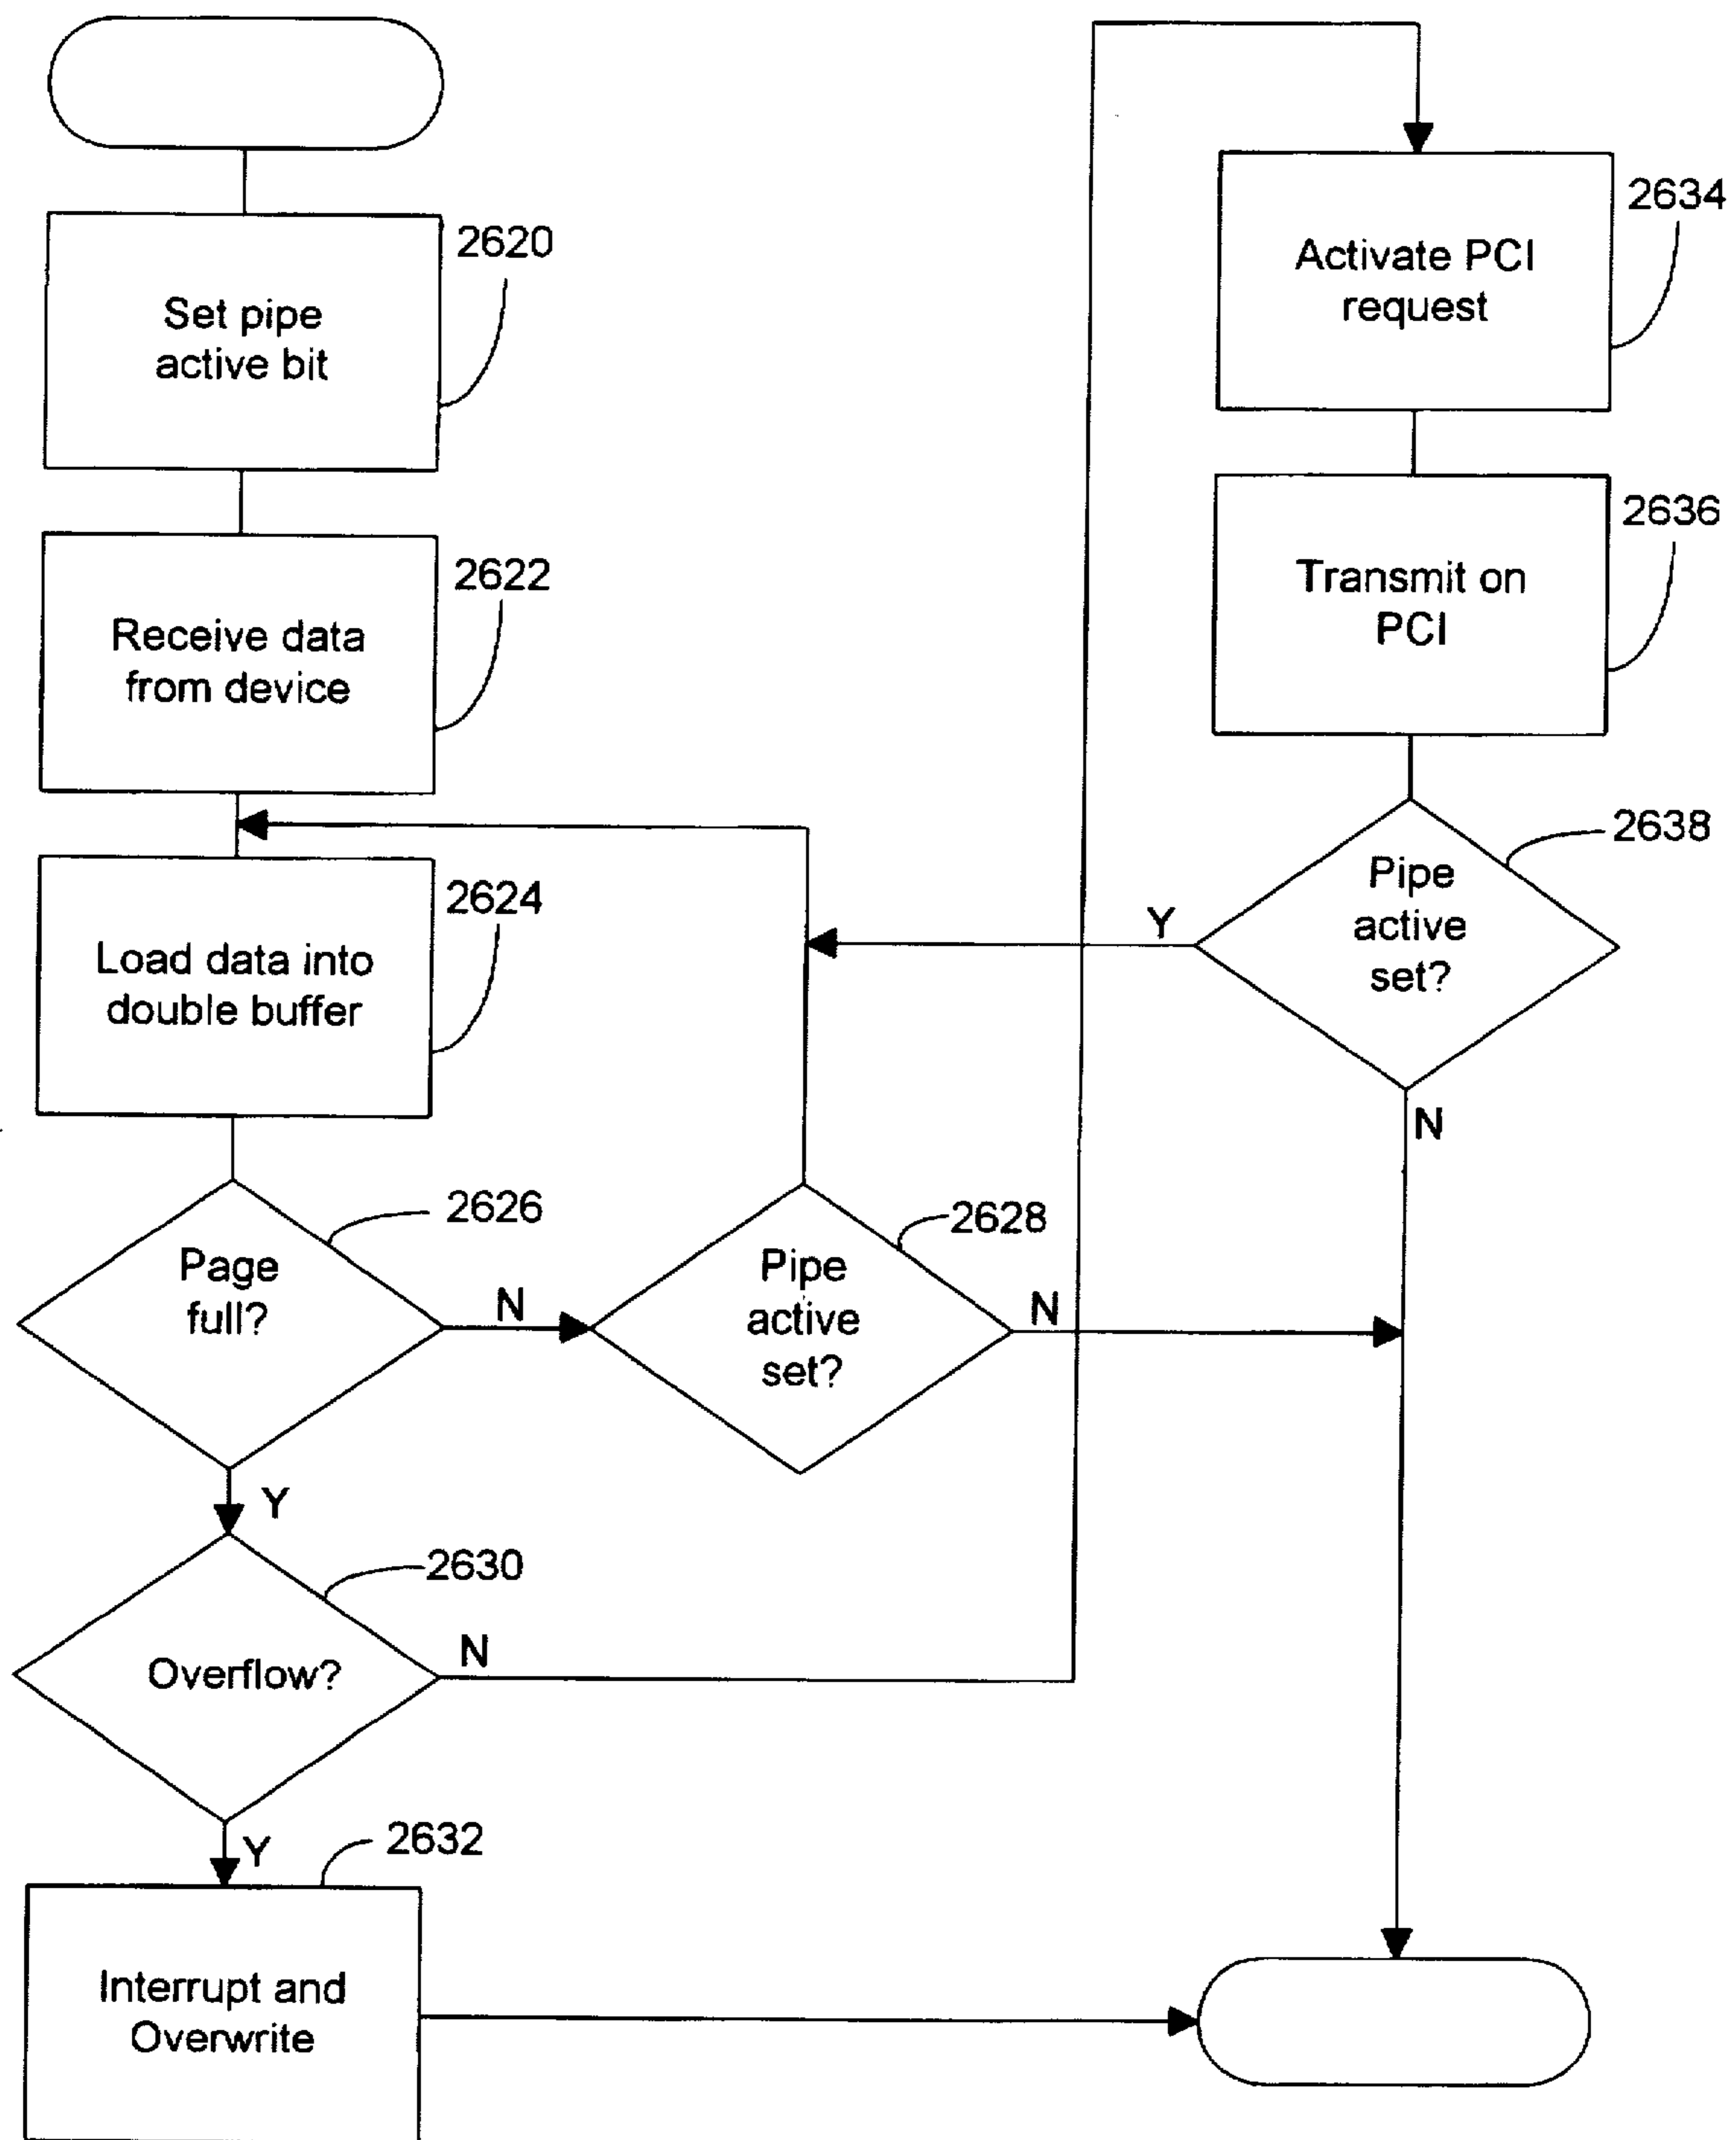 2620
Set pipe
active bit
2622
Receive data
from device
2624
Load data into
double buffer
2626
Page
full?
N
Y
2628
Pipe
active
set?
N
2630
Overflow?
N
Y
2632
Interrupt and
Overwrite
2634
Activate PCI
request
2636
Transmit on
PCI
2638
Pipe
active
set?
Y
N